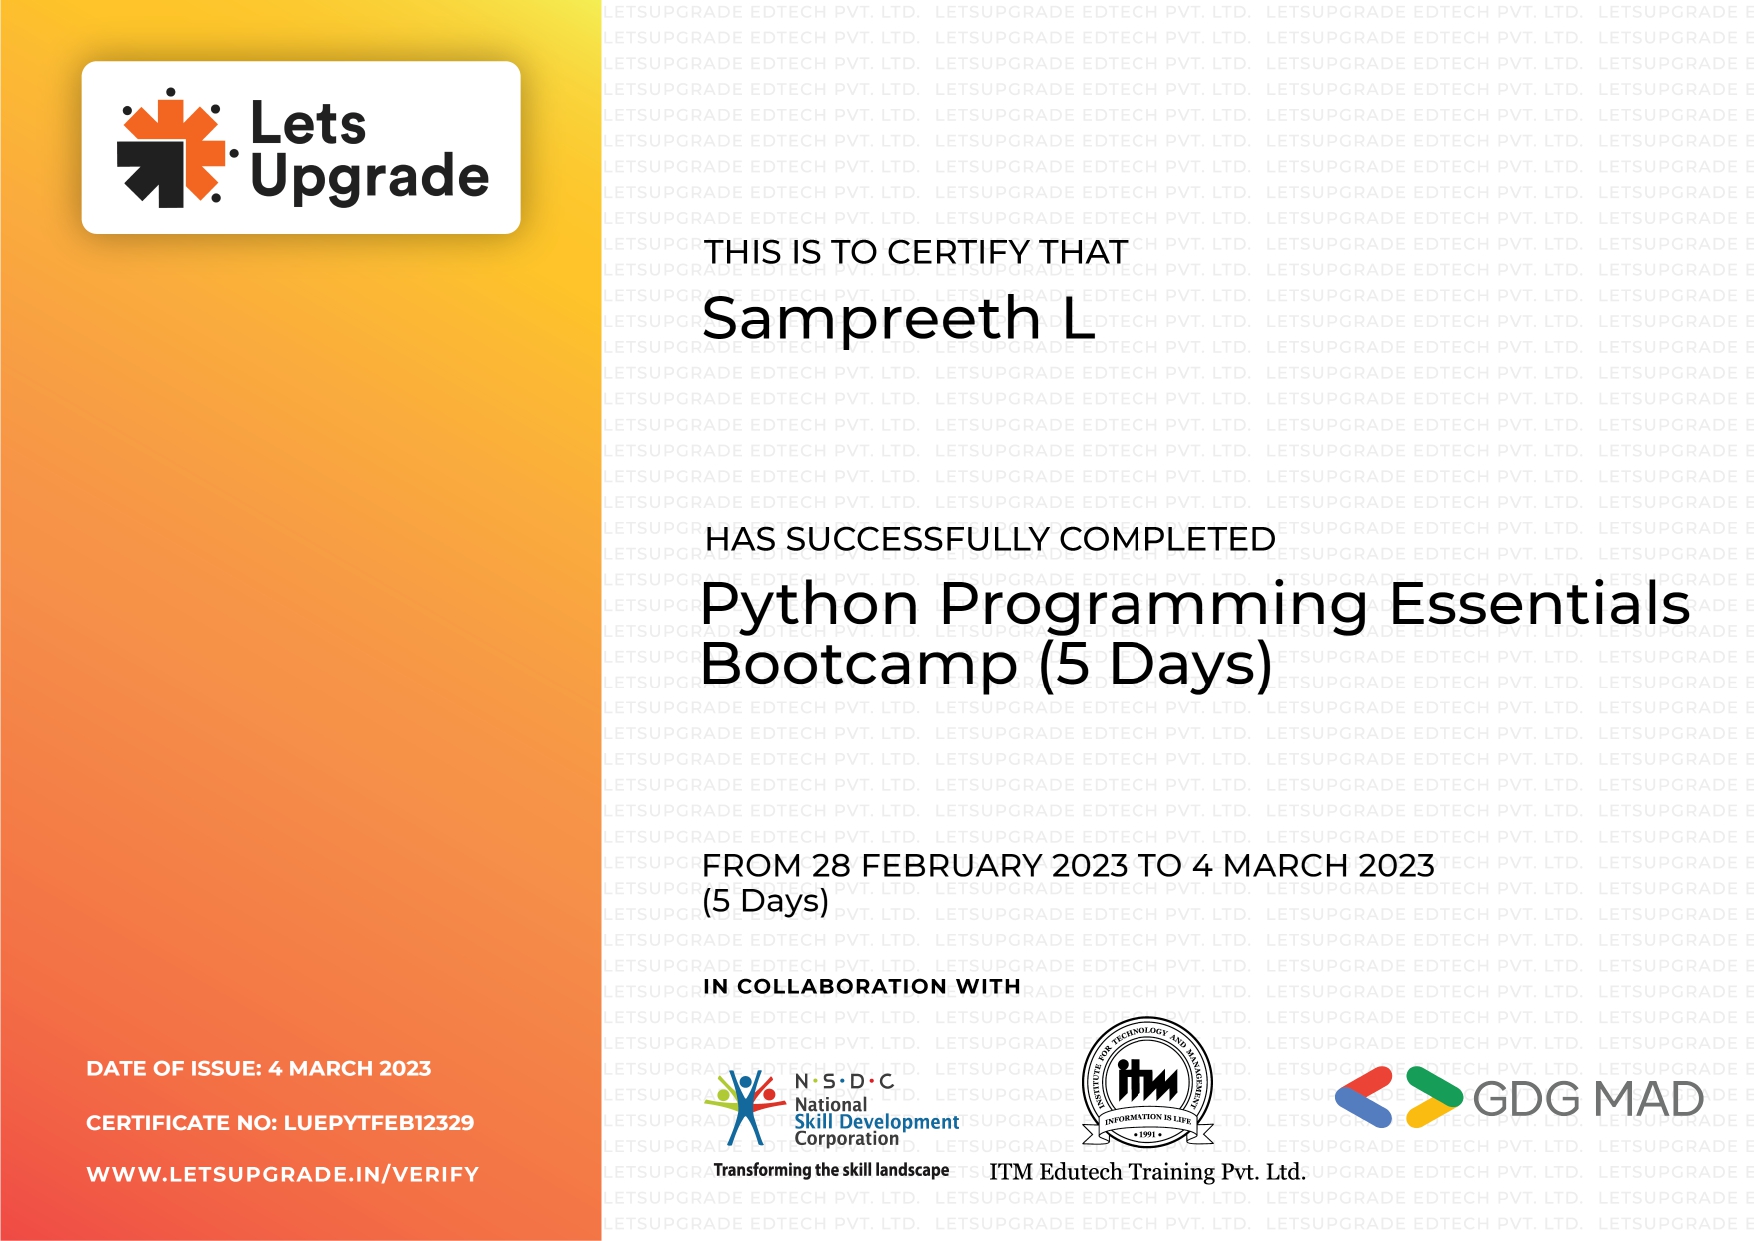 Lets
Upgrade
THIS IS TO CERTIFY THAT
Sampreeth L
HAS SUCCESSFULLY COMPLETED
Python Programming Essentials
Bootcamp (5 Days)
FROM 28 FEBRUARY 2023 TO 4 MARCH 2023
(5 Days)
IN COLLABORATION WITH
N·S·D·C
National
Skill Development
Corporation
Transforming the skill landscape
INSTITUTE FOR TECHNOLOGY AND MANAGEMENT
itm
INFORMATION IS LIFE
• 1991 •
ITM Edutech Training Pvt. Ltd.
GDG MAD
DATE OF ISSUE: 4 MARCH 2023
CERTIFICATE NO: LUEPYTFEB12329
WWW.LETSUPGRADE.IN/VERIFY
LETSUPGRADE EDTECH PVT. LTD.